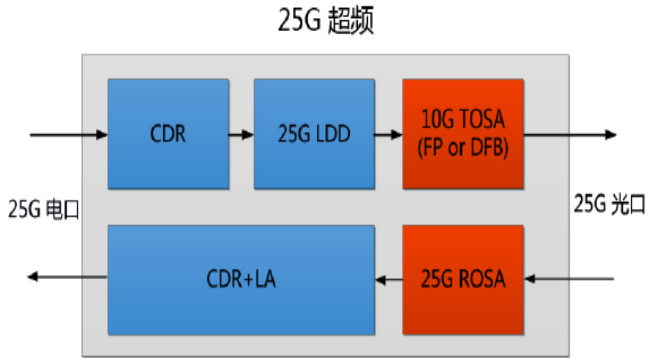 25G 超频
CDR
25G LDD
10G TOSA
(FP or DFB)
25G 电口
25G 光口
CDR+LA
25G ROSA